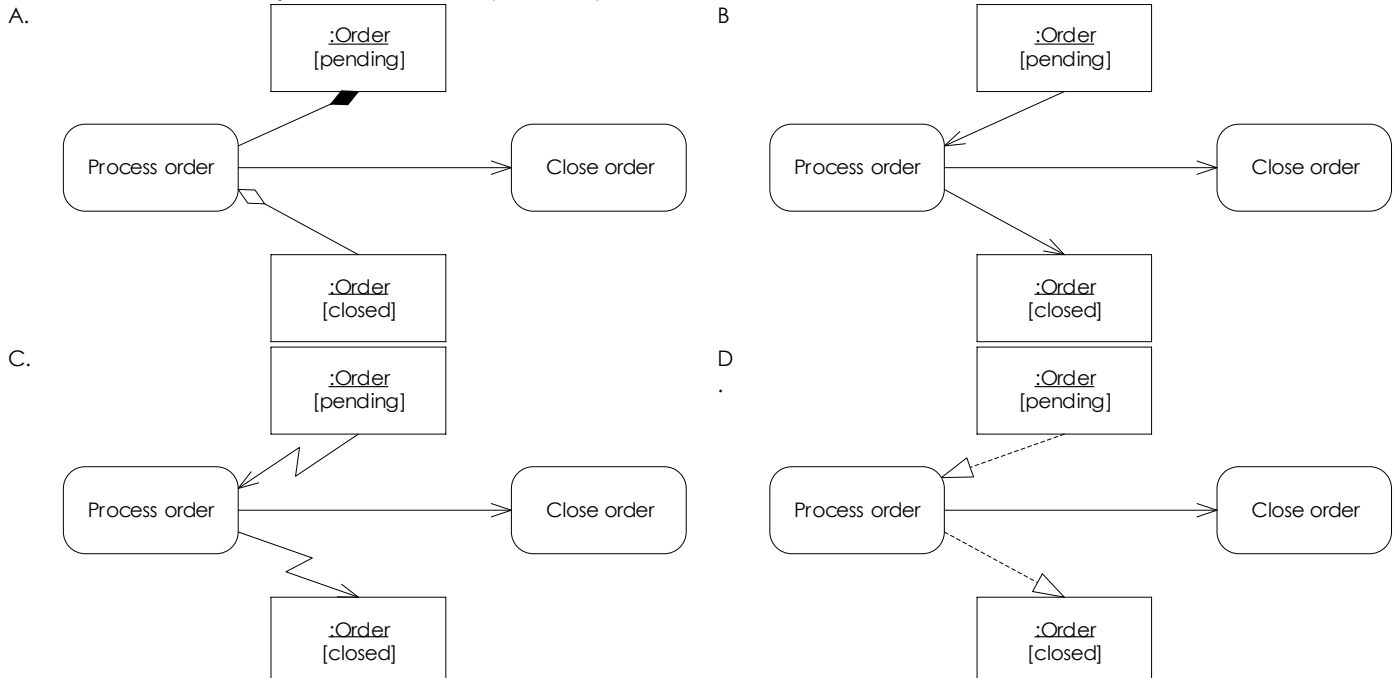 A.
:Order
[pending]
Process order
Close order
:Order
[closed]
B
:Order
[pending]
Process order
Close order
:Order
[closed]
C.
:Order
[pending]
Process order
Close order
:Order
[closed]
D
.
:Order
[pending]
Process order
Close order
:Order
[closed]